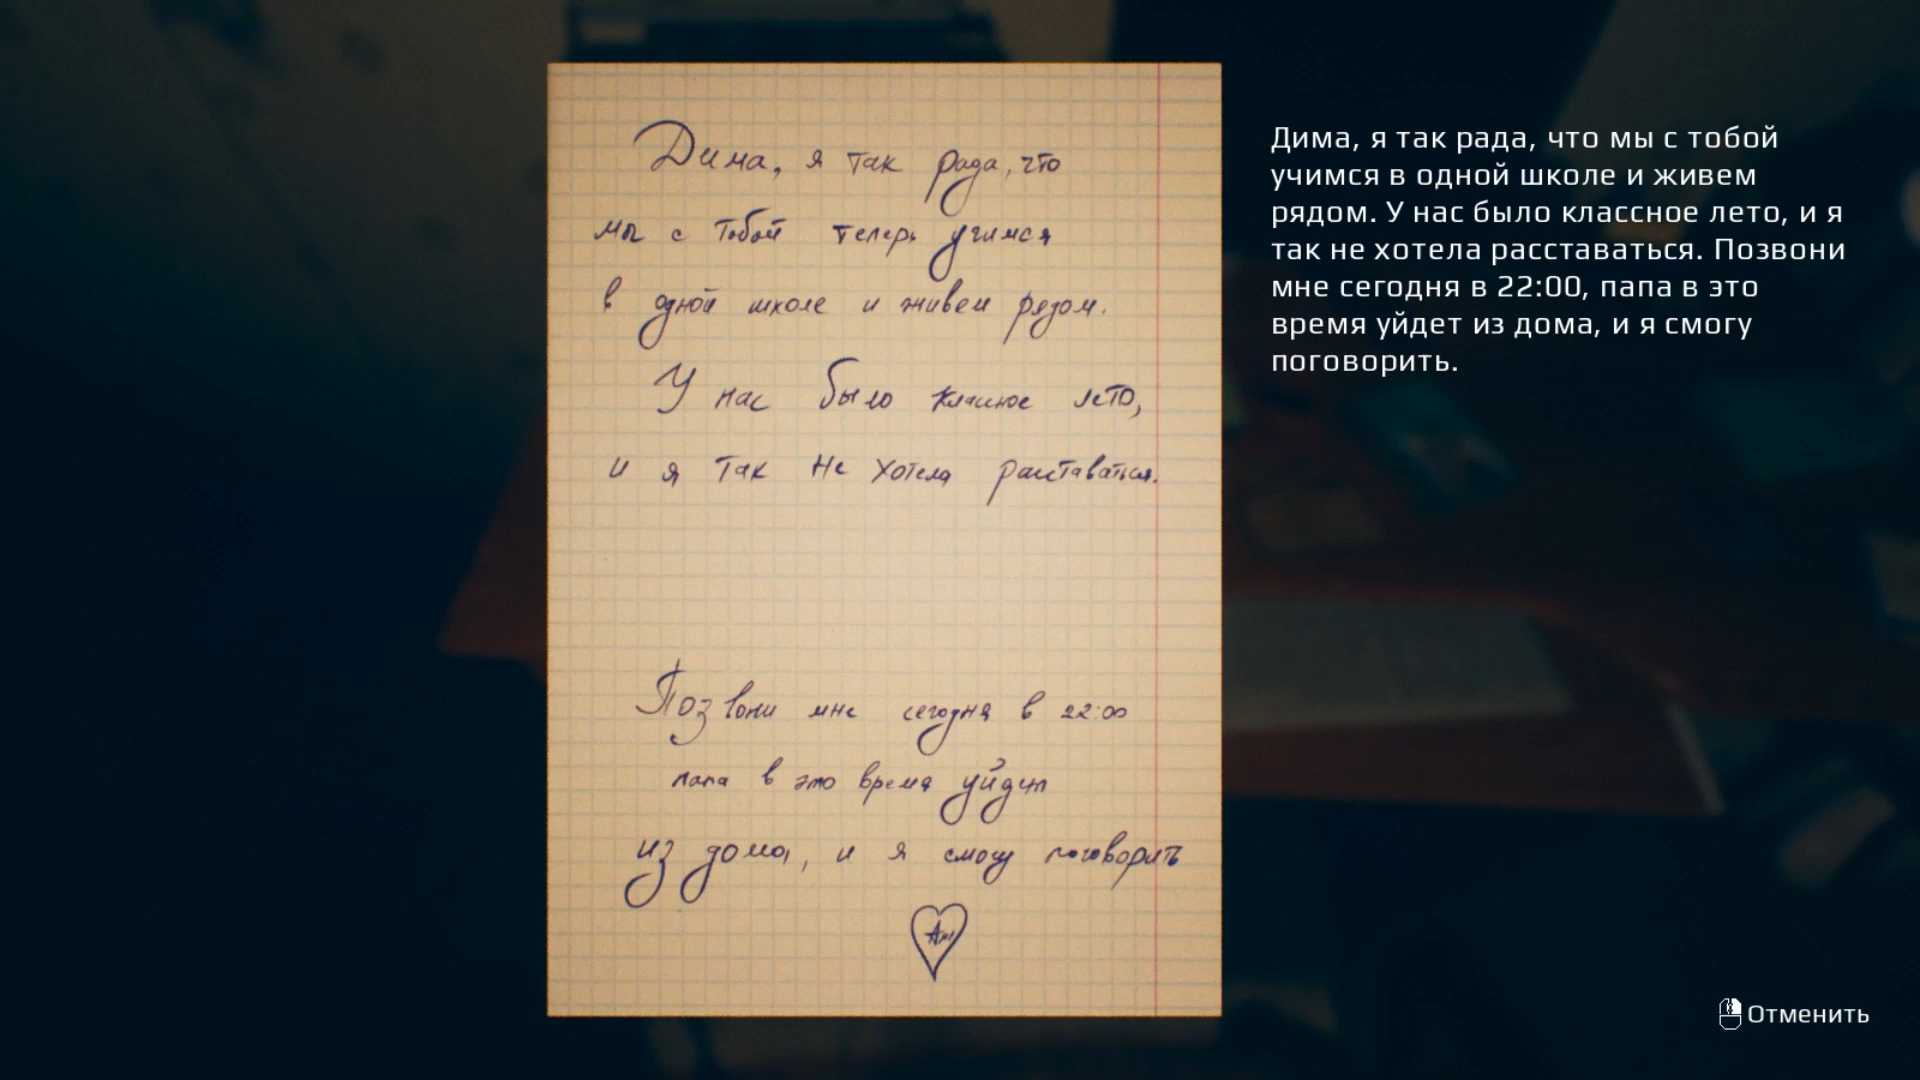 Дима, я так рада, что
мы с тобой теперь учимся
в одной школе и живем рядом.
У нас было классное лето,
и я так не хотела расставаться.
Позвони мне сегодня в 22:00
папа в это время уйдет
из дома, и я смогу поговорить
Дима, я так рада, что мы с тобой
учимся в одной школе и живем
рядом. У нас было классное лето, и я
так не хотела расставаться. Позвони
мне сегодня в 22:00, папа в это
время уйдет из дома, и я смогу
поговорить.
Отменить